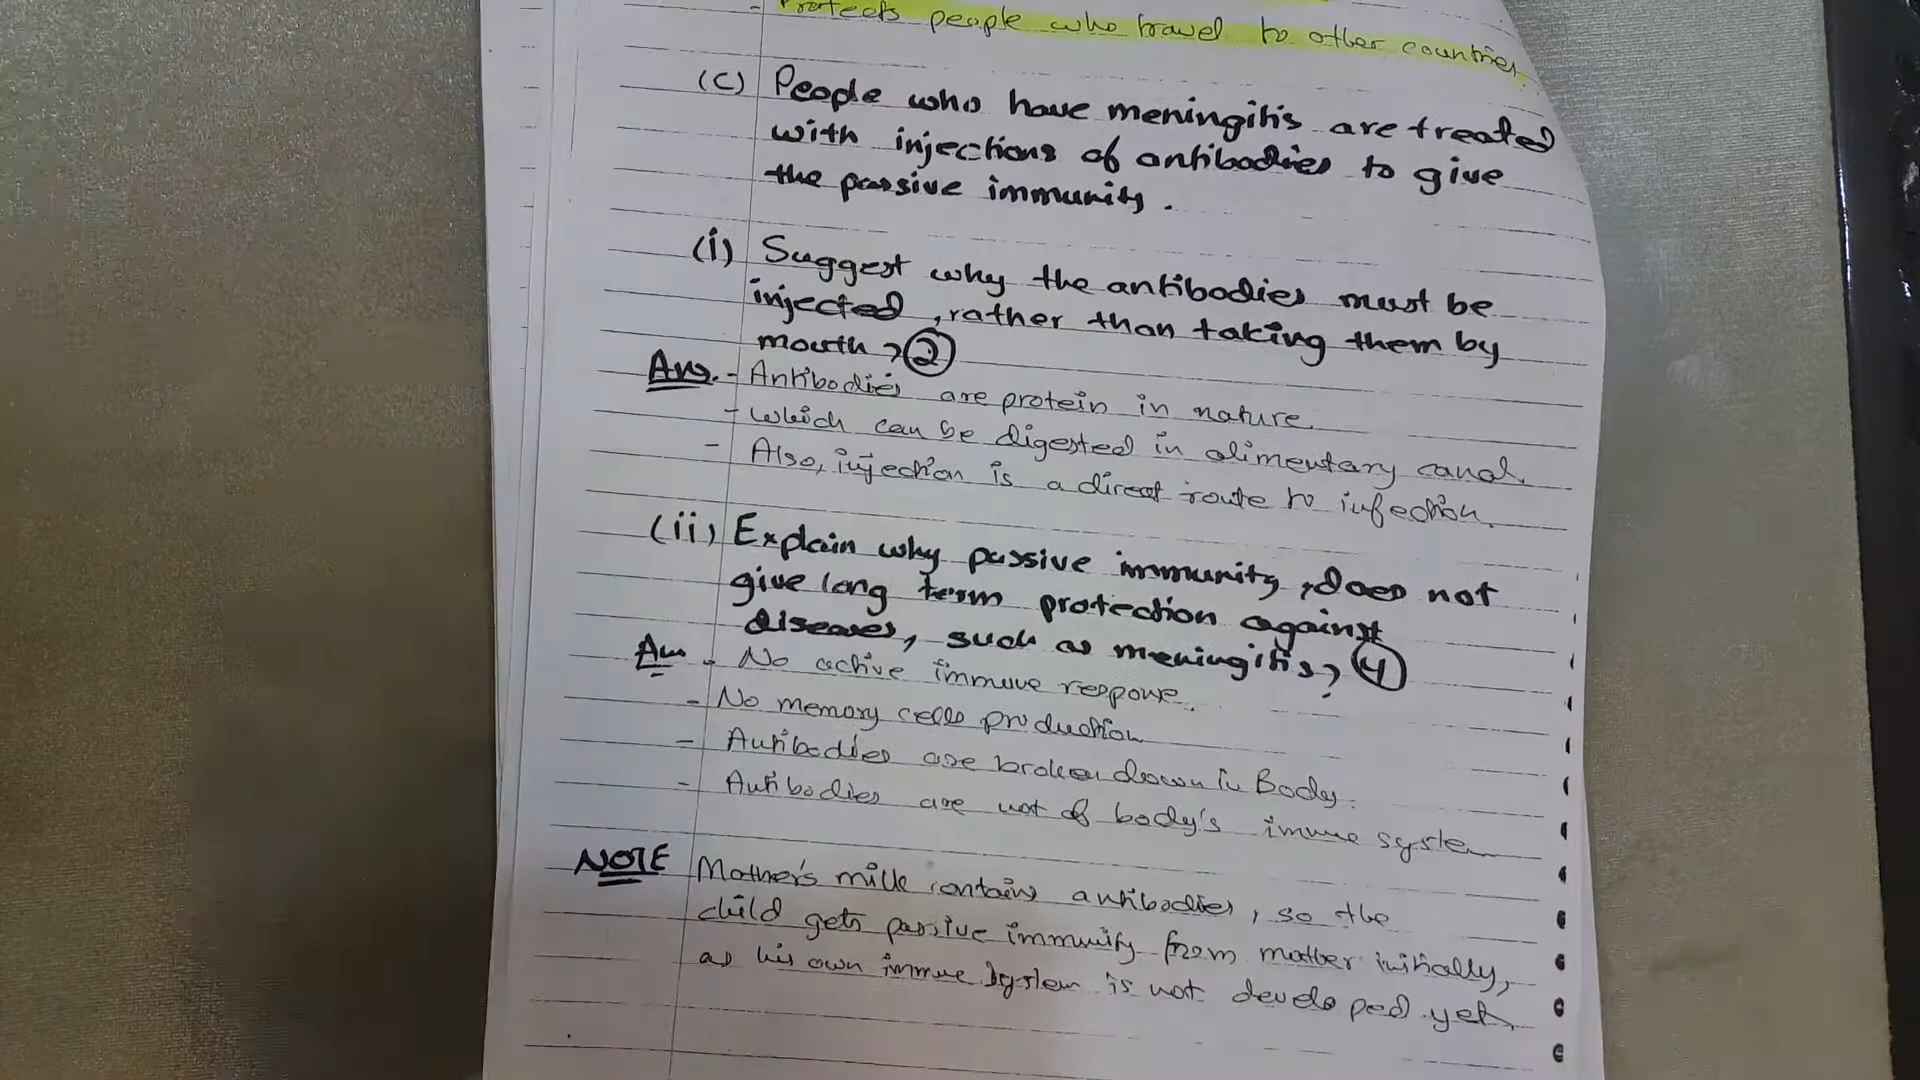 - Protects people who travel to other countries,
(C) People who have meningitis are treated
with injections of antibodies to give
the passive immunity.
(i) Suggest why the antibodies must be
injected, rather than taking them by
mouth ? 2
Ans. - Antibodies are protein in nature.
- which can be digested in alimentary canal.
- Also, injection is a direct route to infection.
(ii) Explain why passive immunity, does not
give long term protection against
diseases, such as meningitis? 4
Ans - No active immune response.
- No memory cells production
- Antibodies are broken down in Body.
- Antibodies are not of body's immune system
NOTE Mother's milk contains antibodies, so the
child gets passive immunity from mother initially,
as his own immue system is not developed yet.